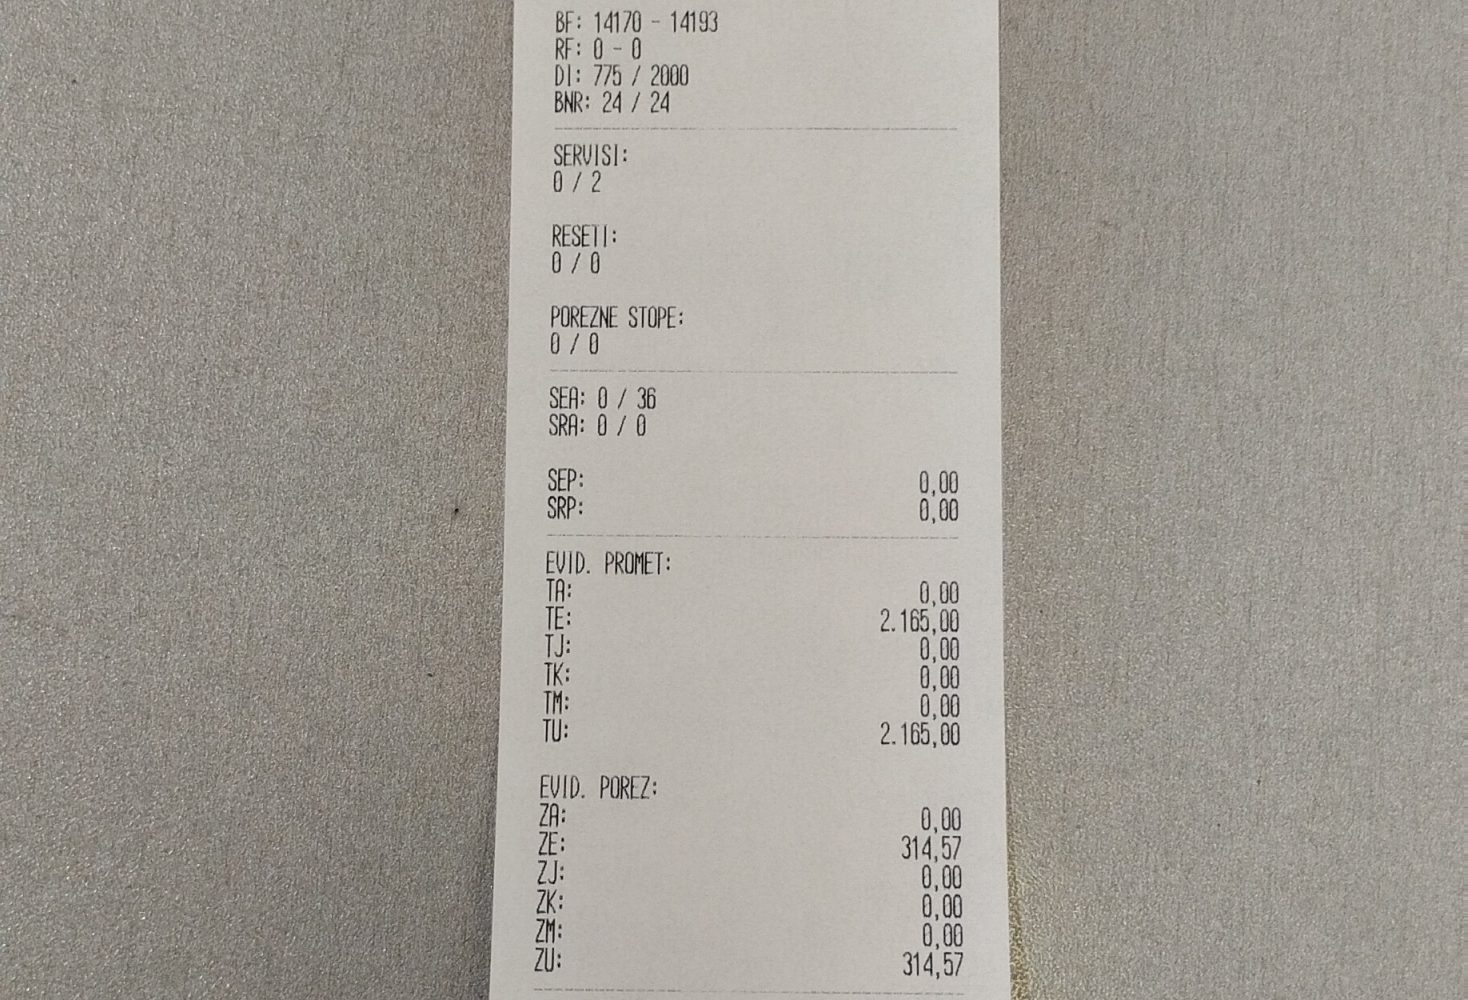 BF: 14170 - 14193
RF: 0 - 0
DI: 775 / 2000
BNR: 24 / 24
SERVISI:
0 / 2
RESETI:
0 / 0
POREZNE STOPE:
0 / 0
SEA: 0 / 36
SRA: 0 / 0
SEP: 0,00
SRP: 0,00
EVID. PROMET:
TA: 0,00
TE: 2.165,00
TJ: 0,00
TK: 0,00
TM: 0,00
TU: 2.165,00
EVID. POREZ:
ZA: 0,00
ZE: 314,57
ZJ: 0,00
ZK: 0,00
ZM: 0,00
ZU: 314,57